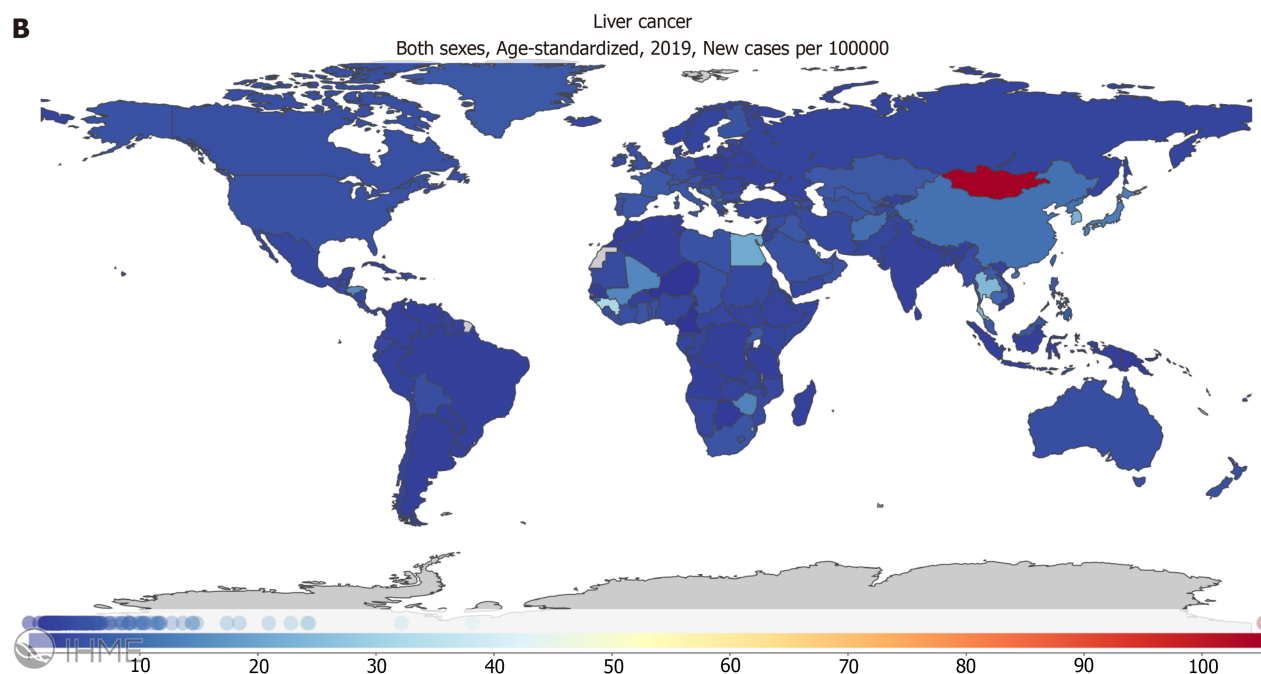 B
Liver cancer
Both sexes, Age-standardized, 2019, New cases per 100000
IHME
10 20 30 40 50 60 70 80 90 100